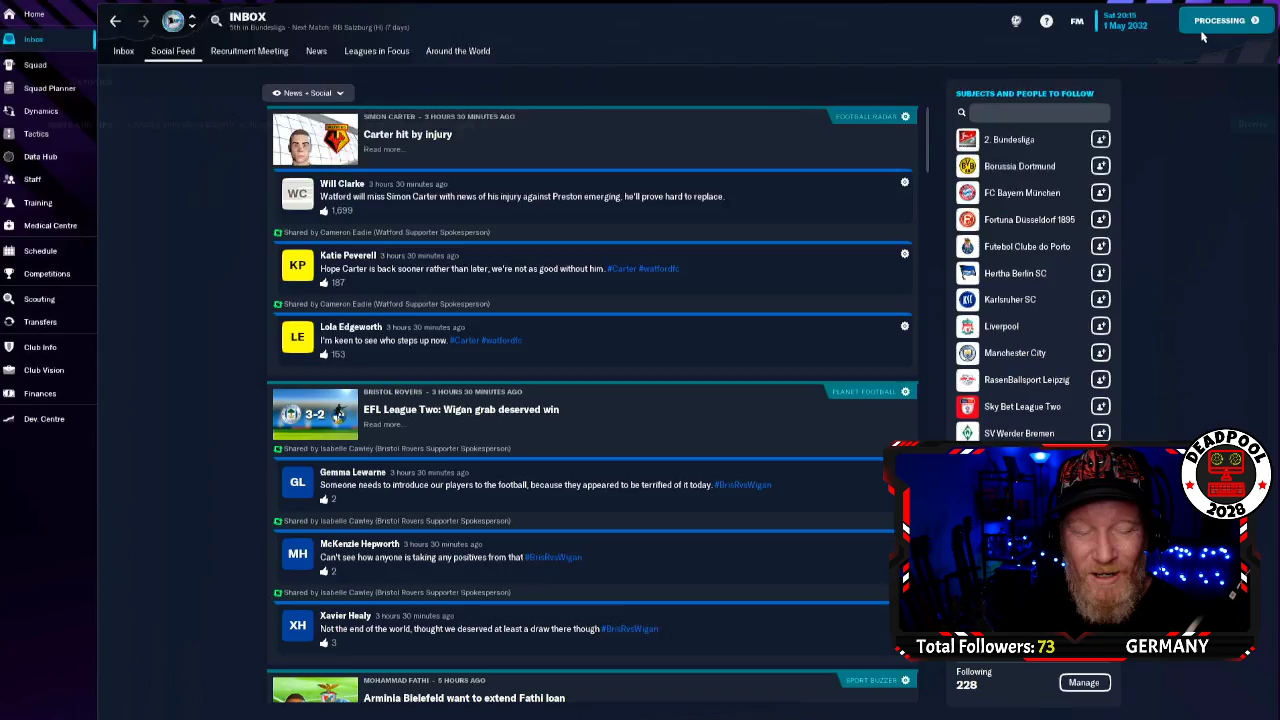 Home
INBOX
5th in Bundesliga - Next Match: RB Salzburg (H) (7 days)
FM
Sat 20:15
1 May 2032
PROCESSING
Inbox
Squad
Squad Planner
Dynamics
Tactics
Data Hub
Staff
Training
Medical Centre
Schedule
Competitions
Scouting
Transfers
Club Info
Club Vision
Finances
Dev. Centre
Inbox
Social Feed
Recruitment Meeting
News
Leagues in Focus
Around the World
News + Social
SIMON CARTER - 3 HOURS 30 MINUTES AGO
FOOTBALL RADAR
Carter hit by injury
Read more...
WC
Will Clarke 3 hours 30 minutes ago
Watford will miss Simon Carter with news of his injury against Preston emerging, he'll prove hard to replace.
1,699
Shared by Cameron Eadie (Watford Supporter Spokesperson)
KP
Katie Peverell 3 hours 30 minutes ago
Hope Carter is back sooner rather than later, we're not as good without him. #Carter #watfordfc
187
Shared by Cameron Eadie (Watford Supporter Spokesperson)
LE
Lola Edgeworth 3 hours 30 minutes ago
I'm keen to see who steps up now. #Carter #watfordfc
153
BRISTOL ROVERS - 3 HOURS 30 MINUTES AGO
PLANET FOOTBALL
3-2
EFL League Two: Wigan grab deserved win
Read more...
Shared by Isabelle Cawley (Bristol Rovers Supporter Spokesperson)
GL
Gemma Lewarne 3 hours 30 minutes ago
Someone needs to introduce our players to the football, because they appeared to be terrified of it today. #BrisRvsWigan
2
Shared by Isabelle Cawley (Bristol Rovers Supporter Spokesperson)
MH
McKenzie Hepworth 3 hours 30 minutes ago
Can't see how anyone is taking any positives from that #BrisRvsWigan
2
Shared by Isabelle Cawley (Bristol Rovers Supporter Spokesperson)
XH
Xavier Healy 3 hours 30 minutes ago
Not the end of the world, thought we deserved at least a draw there though #BrisRvsWigan
3
MOHAMMAD FATHI - 5 HOURS AGO
SPORT BUZZER
Arminia Bielefeld want to extend Fathi loan
SUBJECTS AND PEOPLE TO FOLLOW
2. Bundesliga
Borussia Dortmund
FC Bayern München
Fortuna Düsseldorf 1895
Futebol Clube do Porto
Hertha Berlin SC
Karlsruher SC
Liverpool
Manchester City
RasenBallsport Leipzig
Sky Bet League Two
SV Werder Bremen
DEADPOOL
2028
Total Followers: 73
GERMANY
Following
228
Manage